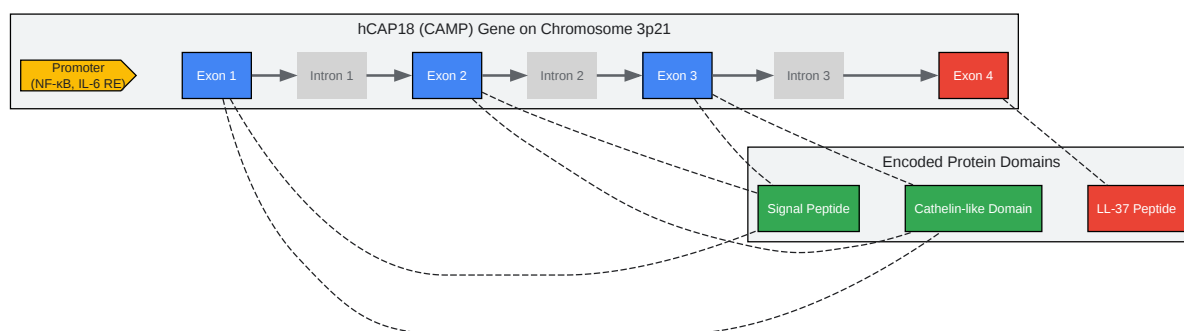 hCAP18 (CAMP) Gene on Chromosome 3p21
Promoter
(NF-κB, IL-6 RE)
Exon 1
Intron 1
Exon 2
Intron 2
Exon 3
Intron 3
Exon 4
Encoded Protein Domains
Signal Peptide
Cathelin-like Domain
LL-37 Peptide